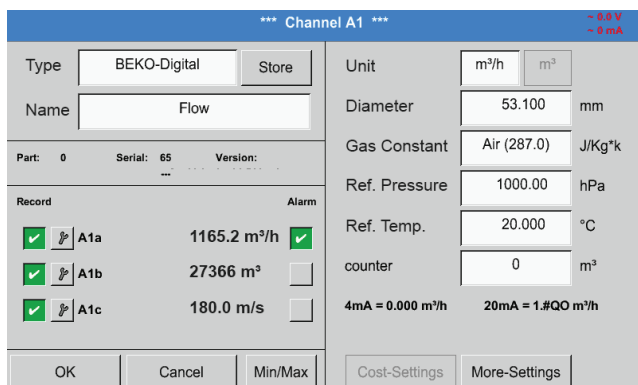 *** Channel A1 ***
~ 0.0 V
~ 0 mA
Type BEKO-Digital Store
Name Flow
Part: 0 Serial: 65 Version:
---
Record Alarm
A1a 1165.2 m³/h
A1b 27366 m³
A1c 180.0 m/s
OK Cancel Min/Max
Unit m³/h m³
Diameter 53.100 mm
Gas Constant Air (287.0) J/Kg*k
Ref. Pressure 1000.00 hPa
Ref. Temp. 20.000 °C
counter 0 m³
4mA = 0.000 m³/h 20mA = 1.#QO m³/h
Cost-Settings More-Settings